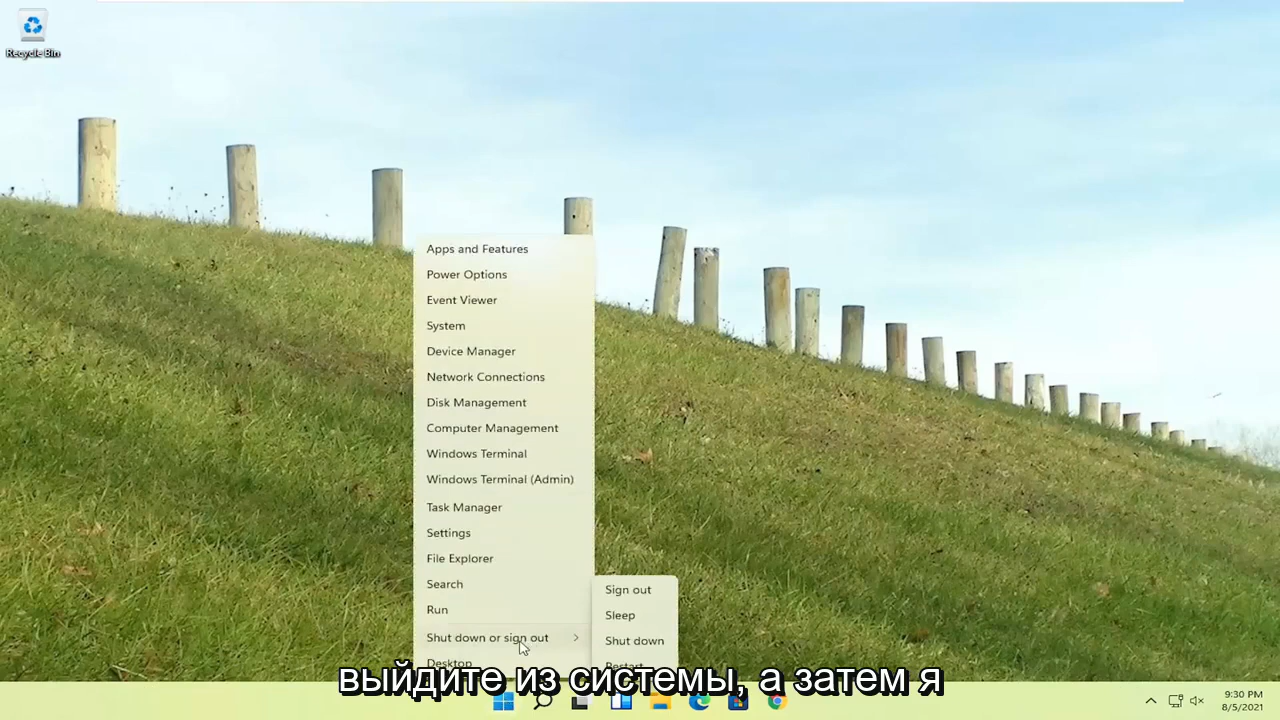 Recycle Bin
Apps and Features
Power Options
Event Viewer
System
Device Manager
Network Connections
Disk Management
Computer Management
Windows Terminal
Windows Terminal (Admin)
Task Manager
Settings
File Explorer
Search
Run
Shut down or sign out
Desktop
Sign out
Sleep
Shut down
Restart
выйдите из системы, а затем я
9:30 PM
8/5/2021